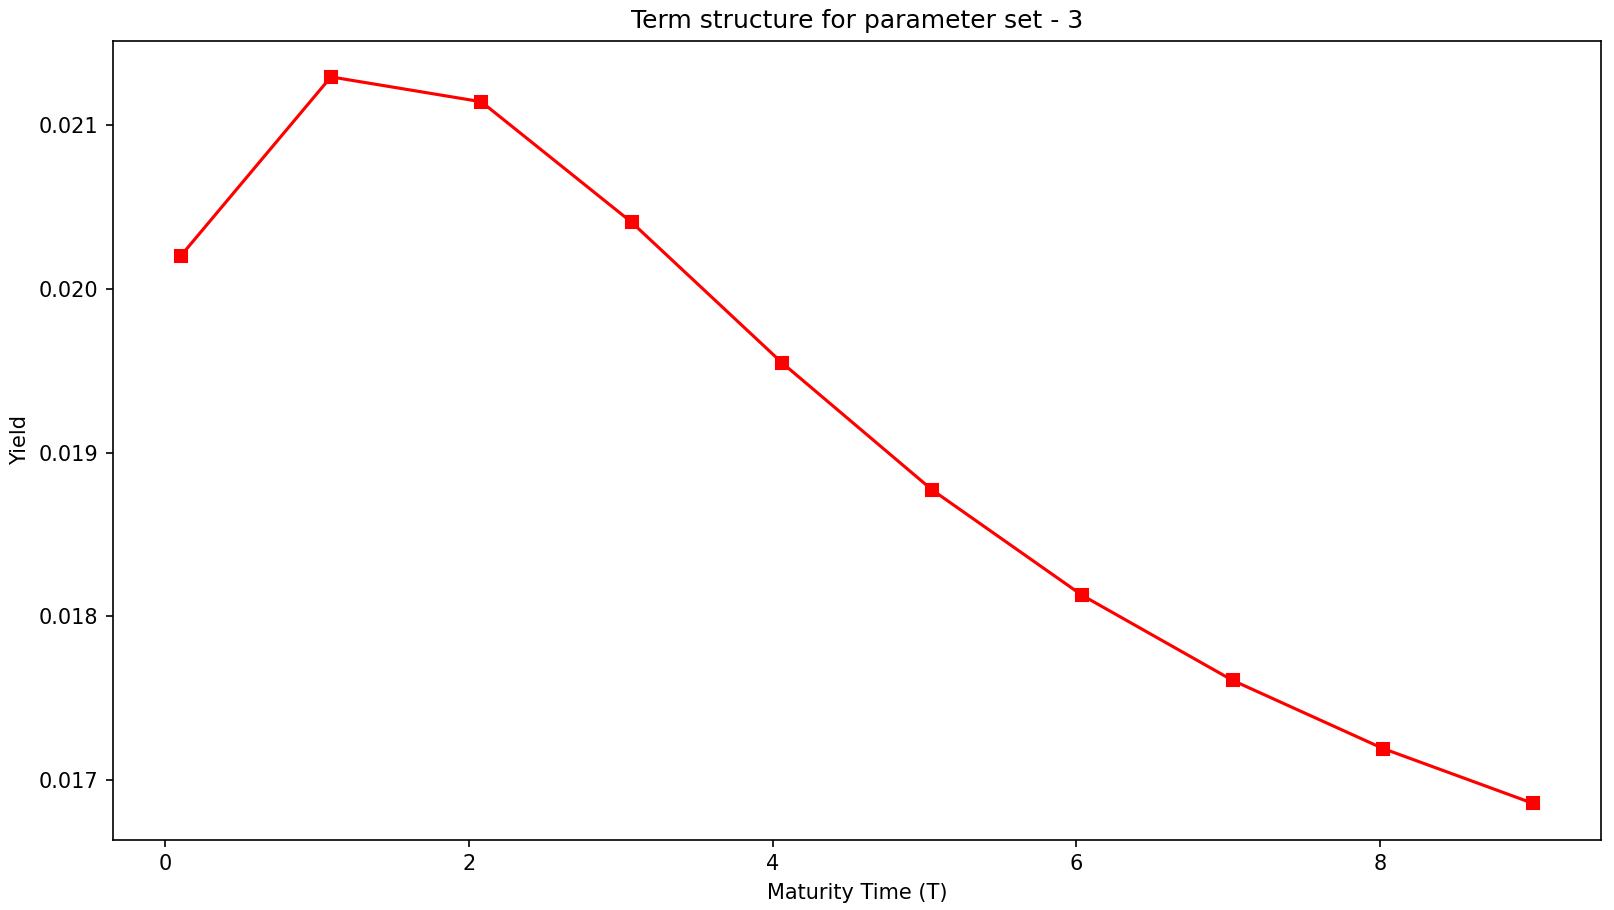 Term structure for parameter set - 3
0.021
0.020
0.019
0.018
0.017
Yield
0 2 4 6 8
Maturity Time (T)